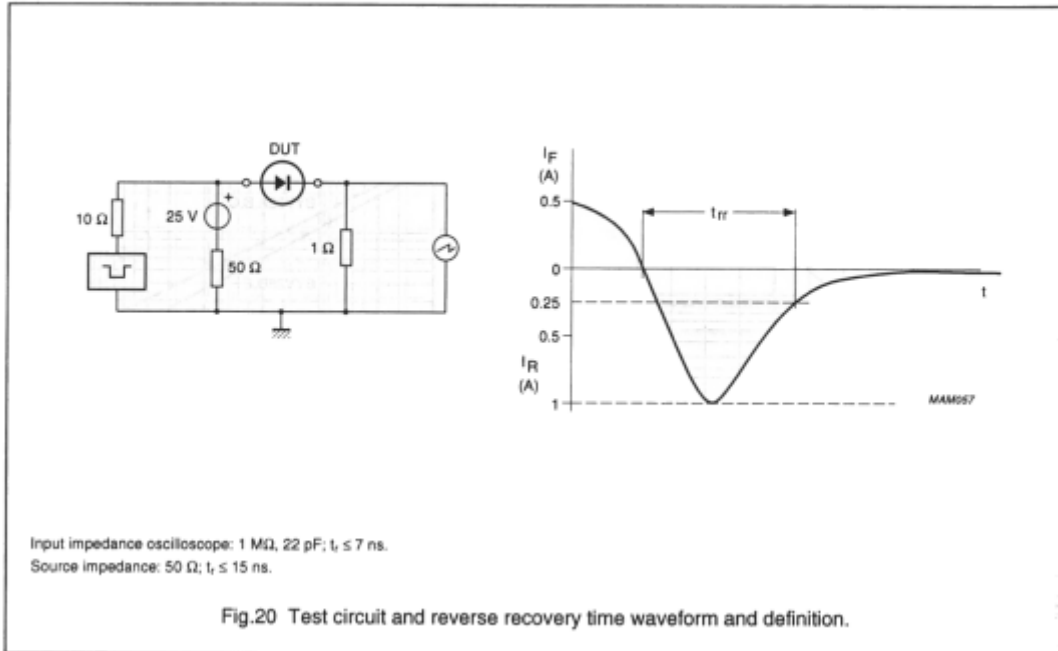 DUT
+
10 Ω
25 V
50 Ω
1 Ω
I_F
(A)
0.5
0
0.25
0.5
I_R
(A)
1
t_rr
t
MAM057
Input impedance oscilloscope: 1 MΩ, 22 pF; t_r ≤ 7 ns.
Source impedance: 50 Ω; t_r ≤ 15 ns.
Fig.20 Test circuit and reverse recovery time waveform and definition.